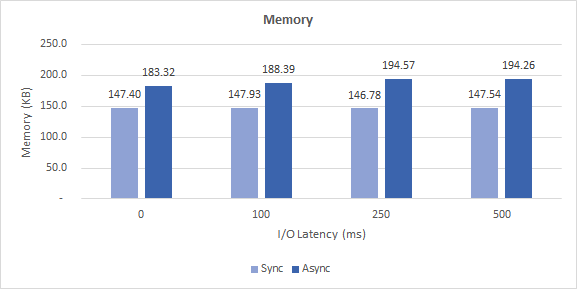 Memory
250.0
200.0
150.0
100.0
50.0
-
Memory (KB)
147.40 183.32 147.93 188.39 146.78 194.57 147.54 194.26
0 100 250 500
I/O Latency (ms)
Sync Async